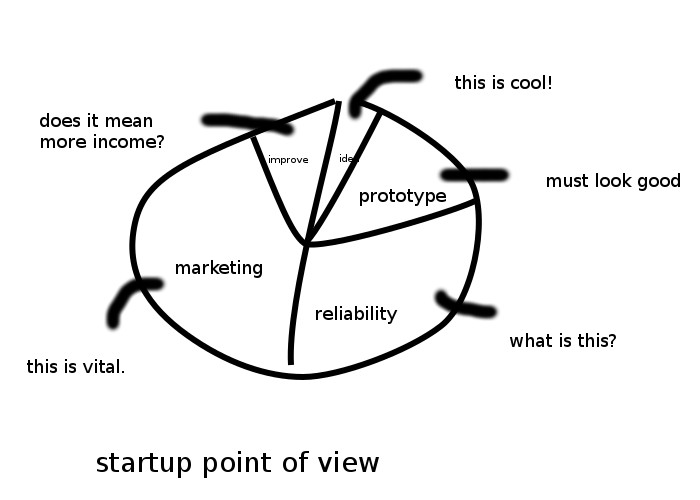 this is cool!
does it mean
more income?
improve
idea
must look good
prototype
marketing
reliability
what is this?
this is vital.
startup point of view